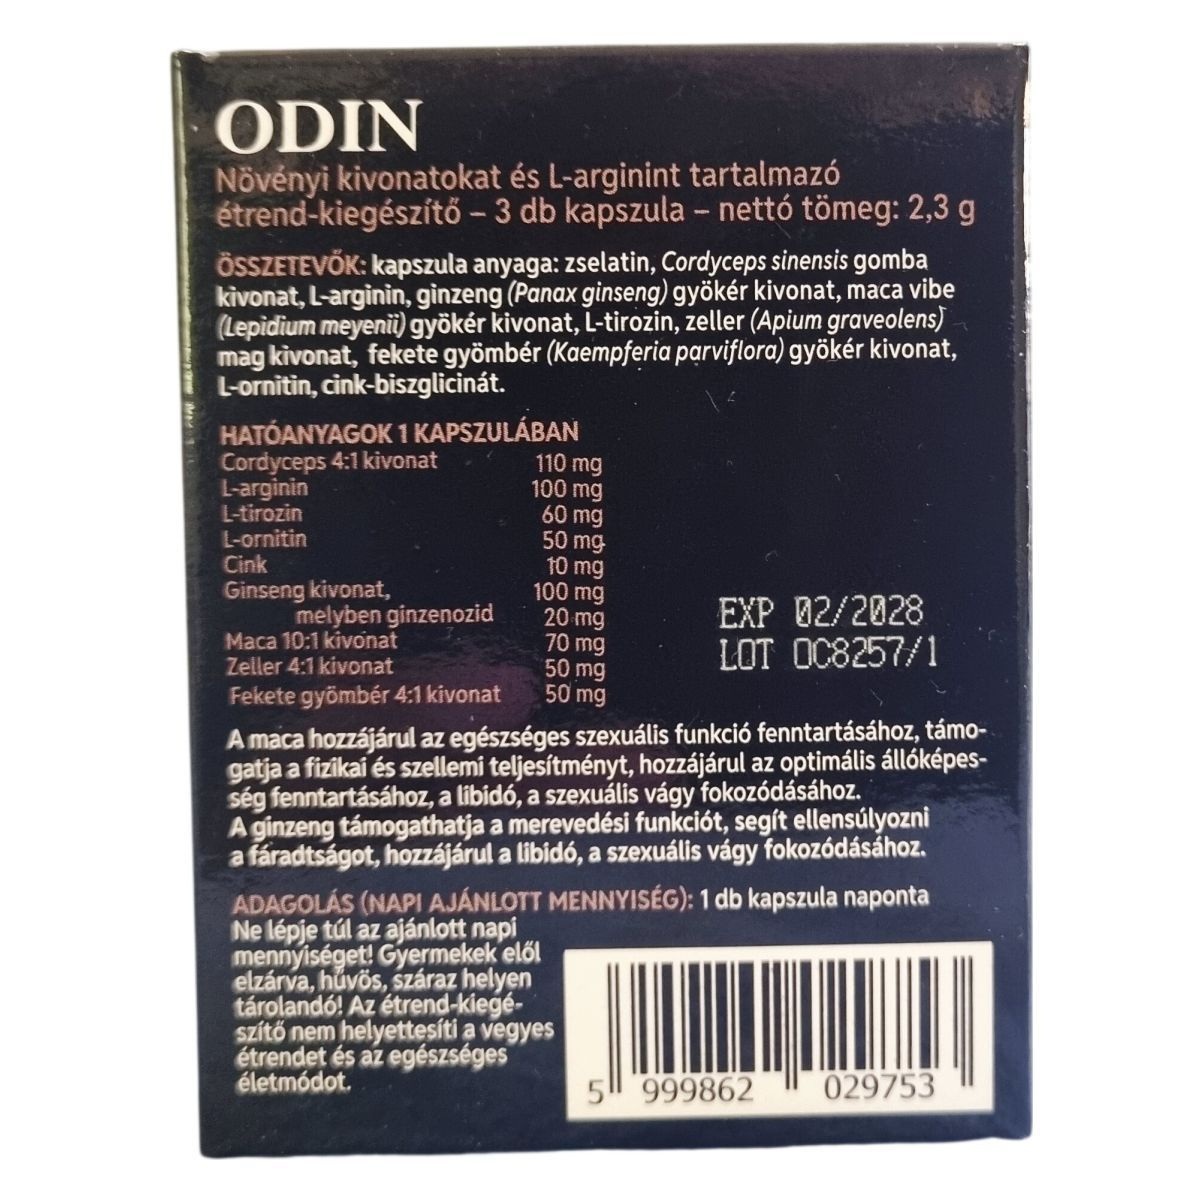 ODIN
Növényi kivonatokat és L-arginint tartalmazó
étrend-kiegészítő – 3 db kapszula – nettó tömeg: 2,3 g
ÖSSZETEVŐK: kapszula anyaga: zselatin, Cordyceps sinensis gomba
kivonat, L-arginin, ginzeng (Panax ginseng) gyökér kivonat, maca vibe
(Lepidium meyenii) gyökér kivonat, L-tirozin, zeller (Apium graveolens)
mag kivonat, fekete gyömbér (Kaempferia parviflora) gyökér kivonat,
L-ornitin, cink-biszglicinát.
HATÓANYAGOK 1 KAPSZULÁBAN
Cordyceps 4:1 kivonat 110 mg
L-arginin 100 mg
L-tirozin 60 mg
L-ornitin 50 mg
Cink 10 mg
Ginseng kivonat, 100 mg
melyben ginzenozid 20 mg
Maca 10:1 kivonat 70 mg
Zeller 4:1 kivonat 50 mg
Fekete gyömbér 4:1 kivonat 50 mg
EXP 02/2028
LOT OC8257/1
A maca hozzájárul az egészséges szexuális funkció fenntartásához, támo-
gatja a fizikai és szellemi teljesítményt, hozzájárul az optimális állóképes-
ség fenntartásához, a libidó, a szexuális vágy fokozódásához.
A ginzeng támogathatja a merevedési funkciót, segít ellensúlyozni
a fáradtságot, hozzájárul a libidó, a szexuális vágy fokozódásához.
ADAGOLÁS (NAPI AJÁNLOTT MENNYISÉG): 1 db kapszula naponta
Ne lépje túl az ajánlott napi
mennyiséget! Gyermekek elől
elzárva, hűvös, száraz helyen
tárolandó! Az étrend-kiegé-
szítő nem helyettesíti a vegyes
étrendet és az egészséges
életmódot.
5 999862 029753